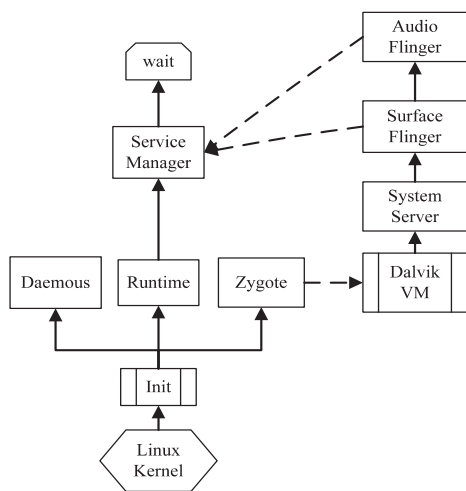 Audio
Flinger
wait
Surface
Flinger
Service
Manager
System
Server
Daemous
Runtime
Zygote
Dalvik
VM
Init
Linux
Kernel